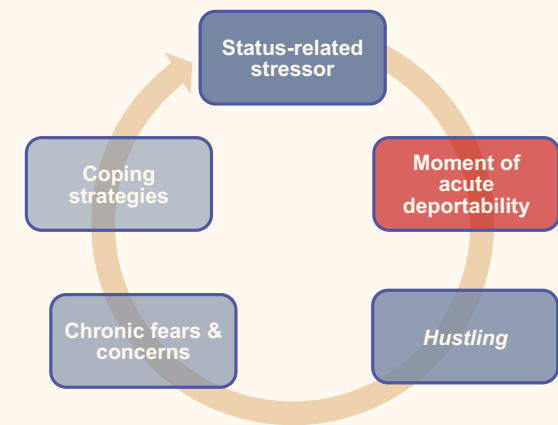 Status-related
stressor
Moment of
acute
deportability
Hustling
Chronic fears &
concerns
Coping
strategies